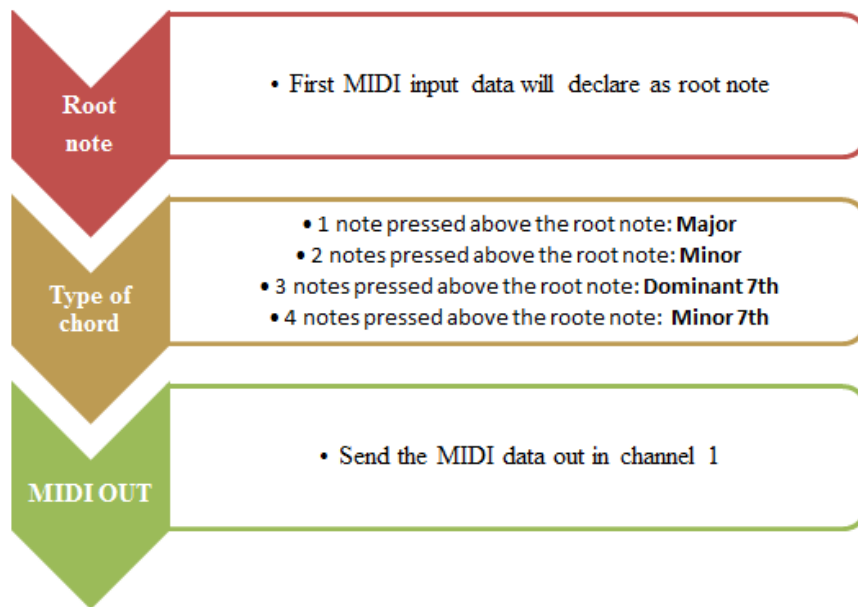 Root
note
• First MIDI input data will declare as root note
Type of
chord
• 1 note pressed above the root note: Major
• 2 notes pressed above the root note: Minor
• 3 notes pressed above the root note: Dominant 7th
• 4 notes pressed above the roote note: Minor 7th
MIDI OUT
• Send the MIDI data out in channel 1